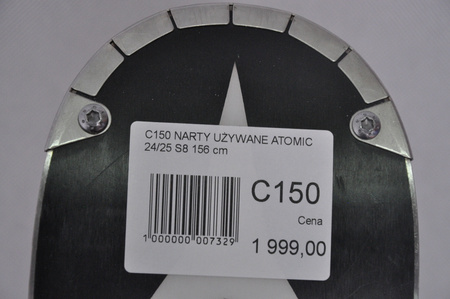 C150 NARTY UŻYWANE ATOMIC
24/25 S8 156 cm
C150
Cena
1 999,00
1 000000 007329